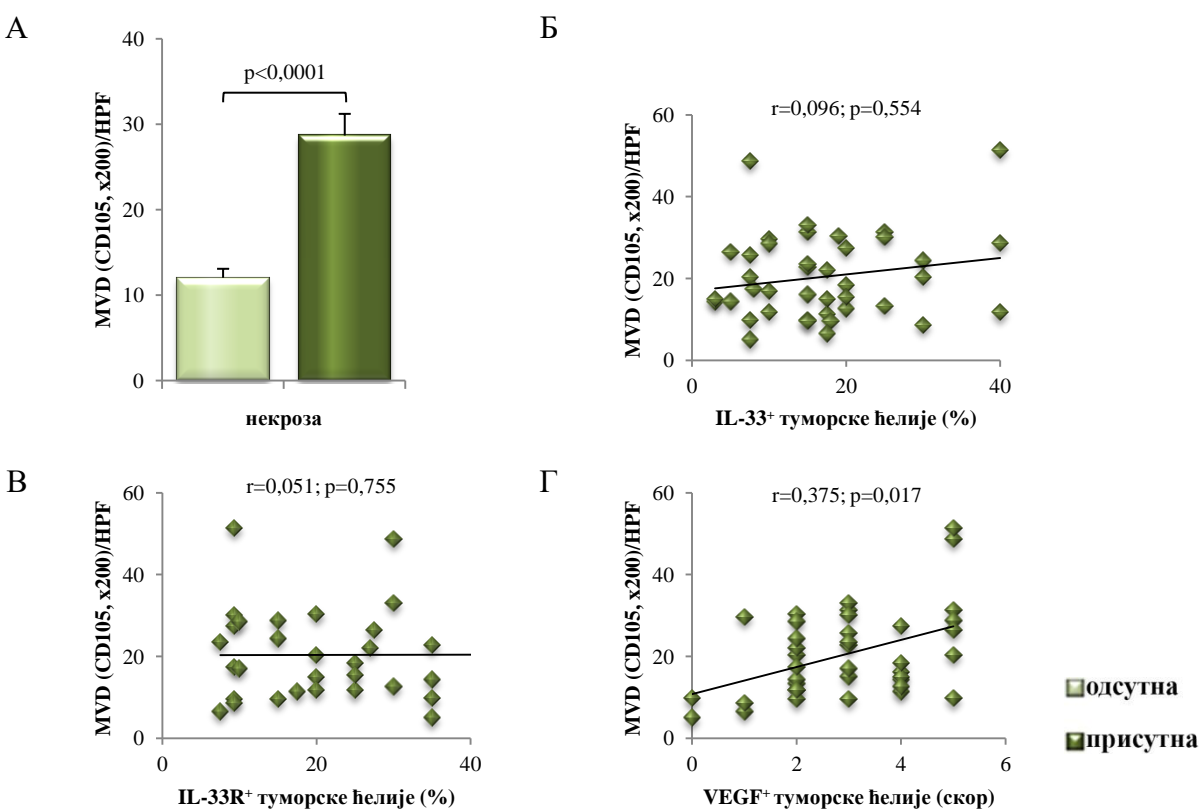 А
MVD (CD105, x200)/HPF
40
30
20
10
0
p<0,0001
некроза
Б
MVD (CD105, x200)/HPF
60
40
20
0
r=0,096; p=0,554
0 20 40
IL-33⁺ туморске ћелије (%)
В
MVD (CD105, x200)/HPF
60
40
20
0
r=0,051; p=0,755
0 20 40
IL-33R⁺ туморске ћелије (%)
Г
MVD (CD105, x200)/HPF
60
40
20
0
r=0,375; p=0,017
0 2 4 6
VEGF⁺ туморске ћелије (скор)
одсутна
присутна